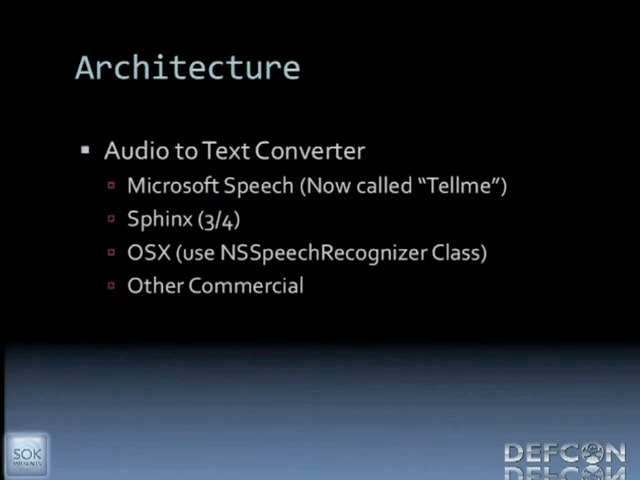 Architecture
Audio to Text Converter
Microsoft Speech (Now called “Tellme”)
Sphinx (3/4)
OSX (use NSSpeechRecognizer Class)
Other Commercial
SOK
DEFCON